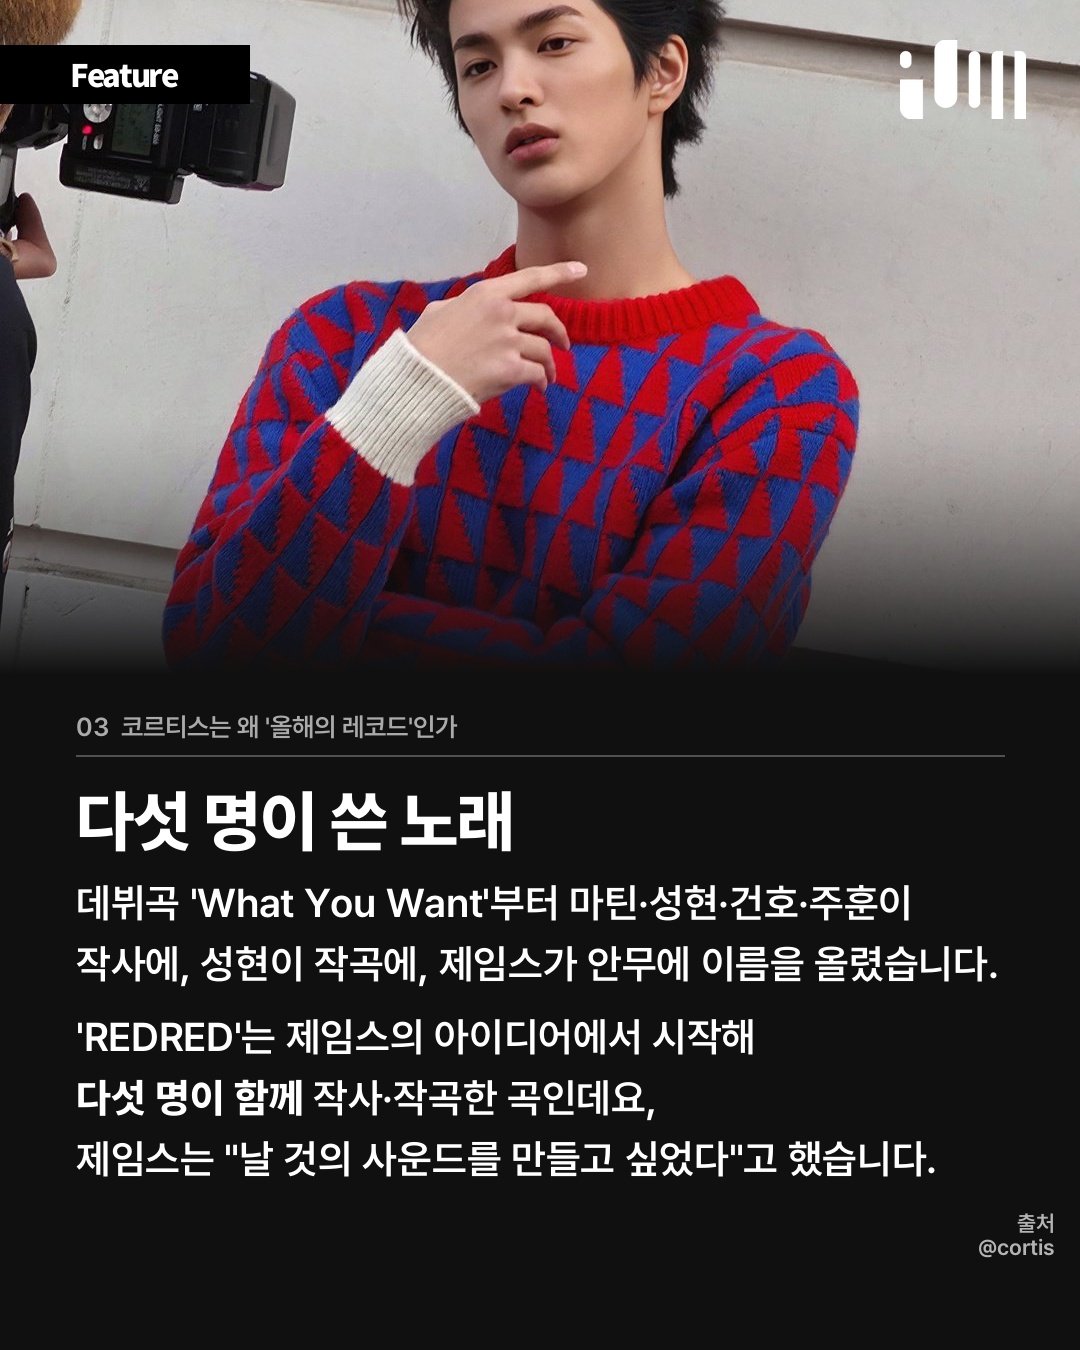 Feature
03 코르티스는 왜 '올해의 레코드'인가
다섯 명이 쓴 노래
데뷔곡 'What You Want'부터 마틴·성현·건호·주훈이
작사에, 성현이 작곡에, 제임스가 안무에 이름을 올렸습니다.
'REDRED'는 제임스의 아이디어에서 시작해
다섯 명이 함께 작사·작곡한 곡인데요,
제임스는 "날 것의 사운드를 만들고 싶었다"고 했습니다.
출처
@cortis